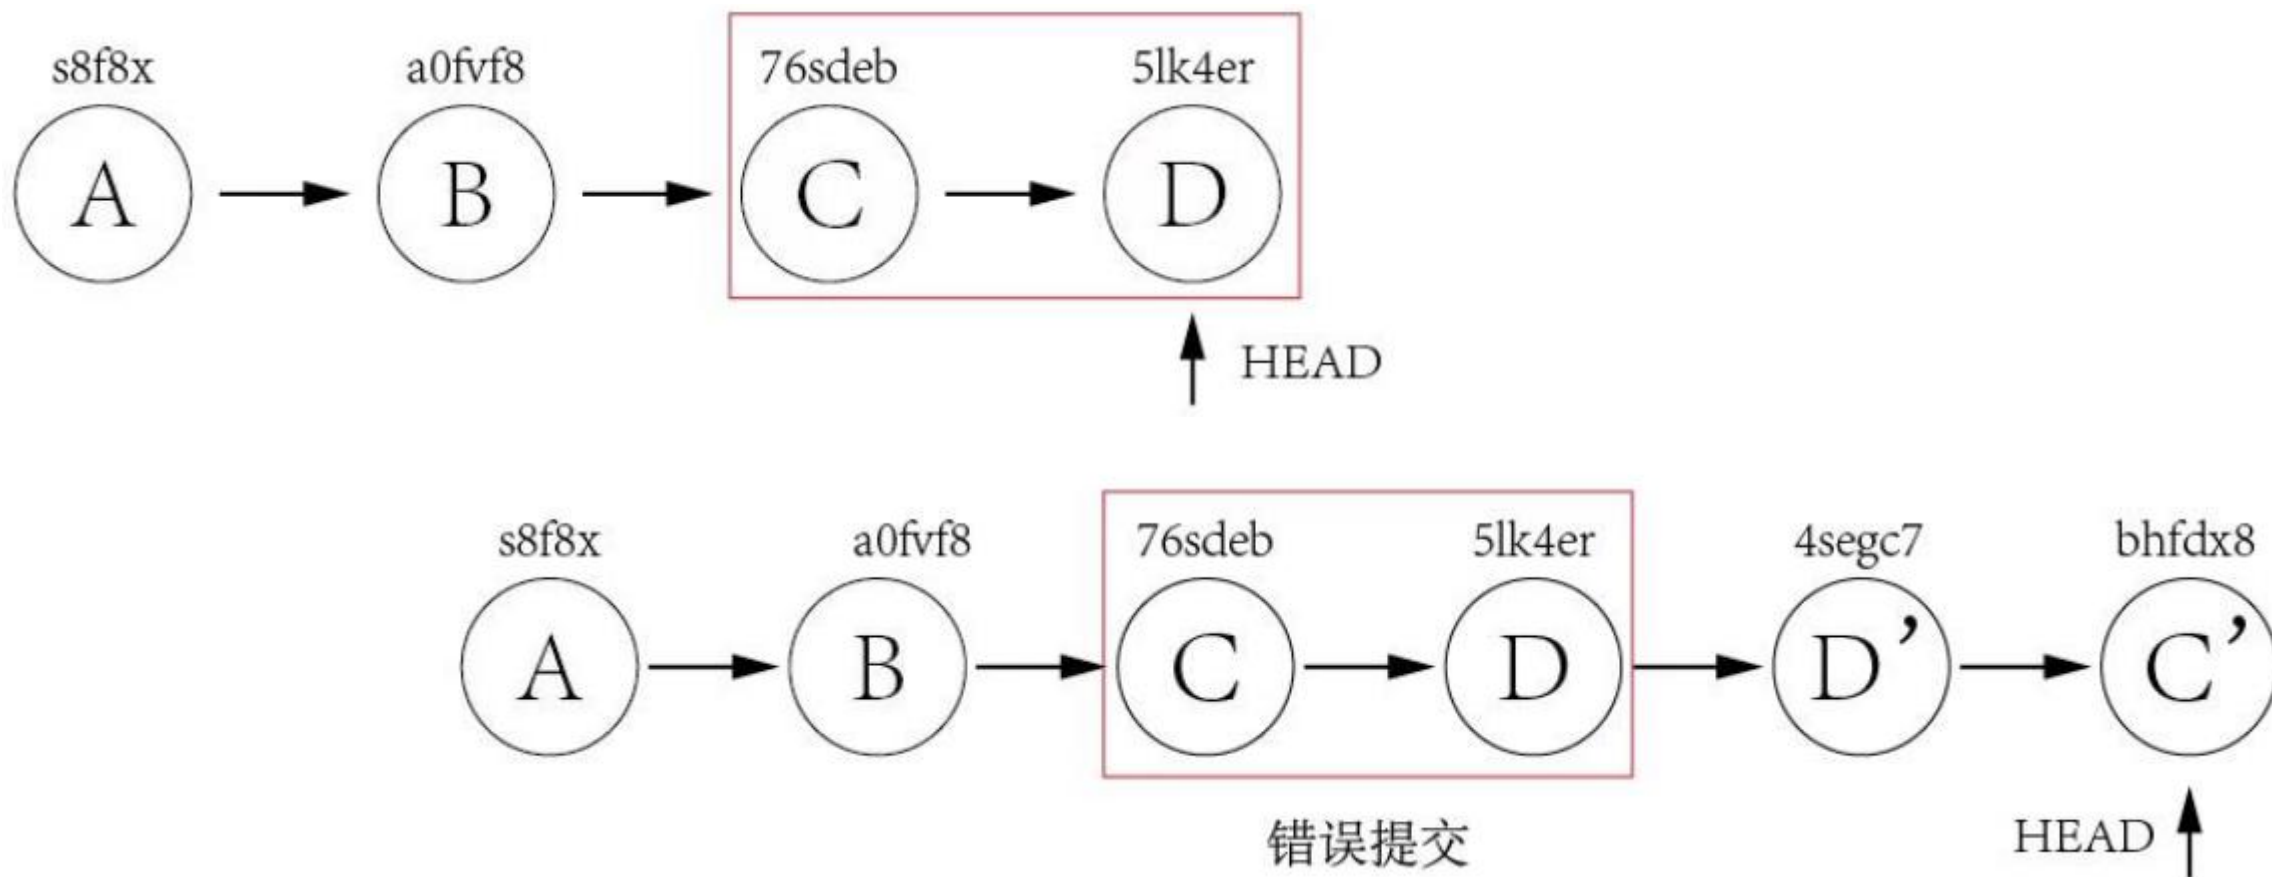 s8f8x a0fvf8 76sdeb 5lk4er
A B C D
HEAD
s8f8x a0fvf8 76sdeb 5lk4er 4segc7 bhfdx8
A B C D D’ C’
错误提交
HEAD